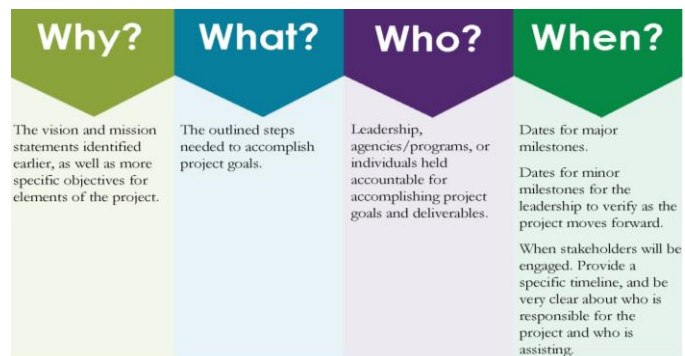 Why?
The vision and mission
statements identified
earlier, as well as more
specific objectives for
elements of the project.
What?
The outlined steps
needed to accomplish
project goals.
Who?
Leadership,
agencies/programs, or
individuals held
accountable for
accomplishing project
goals and deliverables.
When?
Dates for major
milestones.
Dates for minor
milestones for the
leadership to verify as the
project moves forward.
When stakeholders will be
engaged. Provide a
specific timeline, and be
very clear about who is
responsible for the
project and who is
assisting.